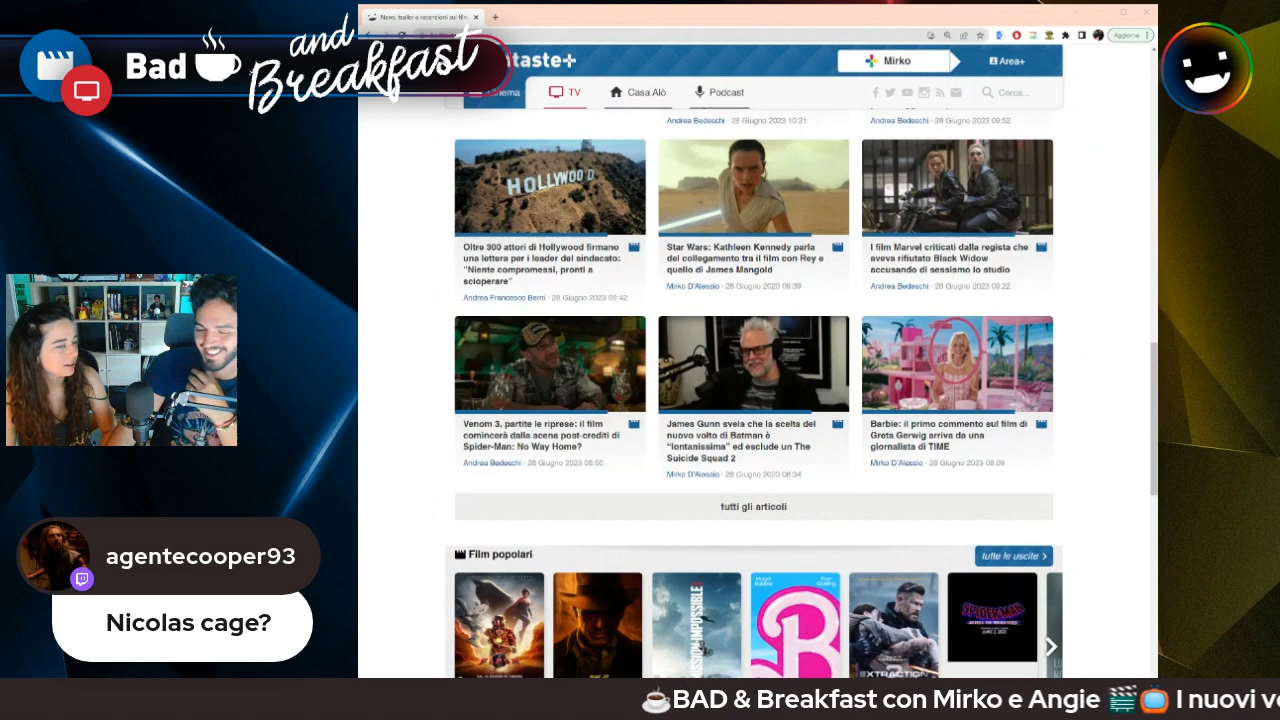 News, trailer e recensioni sui film
Aggiorna
Bad and Breakfast
taste+
Mirko
Area+
Cinema
TV
Casa Alò
Podcast
Cerca...
Andrea Bedeschi · 28 Giugno 2023 10:21
Andrea Bedeschi · 28 Giugno 2023 09:52
HOLLYWOOD
Oltre 300 attori di Hollywood firmano
una lettera per i leader del sindacato:
"Niente compromessi, pronti a
scioperare"
Andrea Francesco Berni · 28 Giugno 2023 09:42
Star Wars: Kathleen Kennedy parla
del collegamento tra il film con Rey e
quello di James Mangold
Mirko D'Alessio · 28 Giugno 2023 09:39
I film Marvel criticati dalla regista che
aveva rifiutato Black Widow
accusando di sessismo lo studio
Andrea Bedeschi · 28 Giugno 2023 09:22
Venom 3, partite le riprese: il film
comincerà dalla scena post-crediti di
Spider-Man: No Way Home?
Andrea Bedeschi · 28 Giugno 2023 08:50
James Gunn svela che la scelta del
nuovo volto di Batman è
"lontanissima" ed esclude un The
Suicide Squad 2
Mirko D'Alessio · 28 Giugno 2023 08:34
Barbie: il primo commento sul film di
Greta Gerwig arriva da una
giornalista di TIME
Mirko D'Alessio · 28 Giugno 2023 08:09
tutti gli articoli
Film popolari
tutte le uscite
EXTRACTION
SPIDER-MAN
agentecooper93
Nicolas cage?
☕BAD & Breakfast con Mirko e Angie 🎬📺 I nuovi